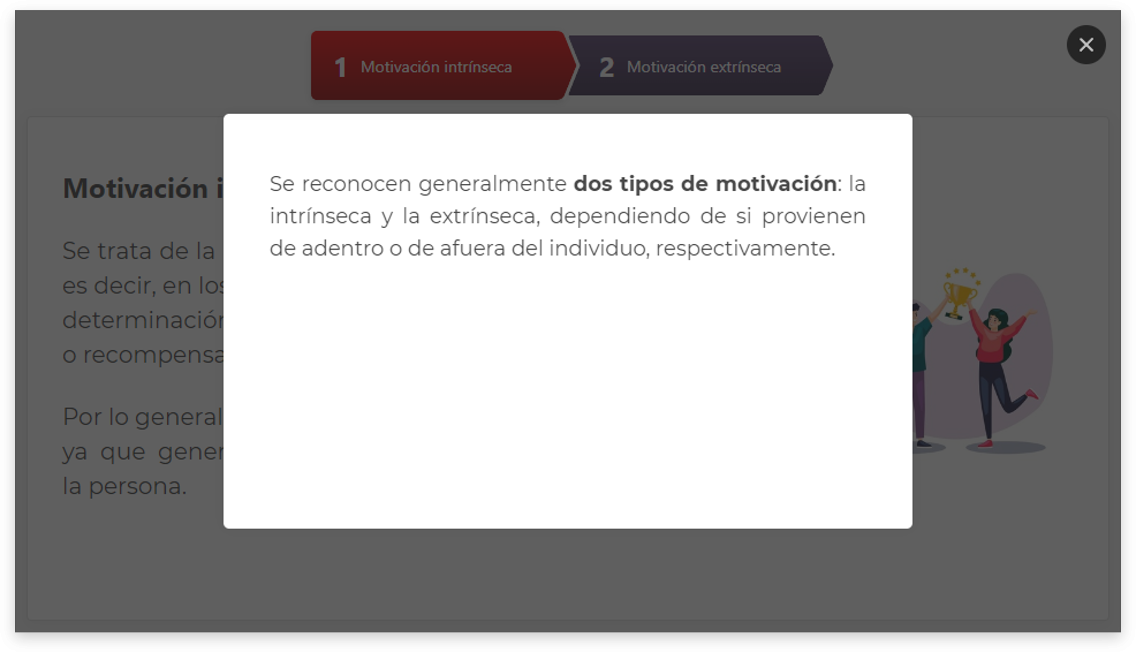 1 Motivación intrínseca
2 Motivación extrínseca
Motivación
Se trata de la
es decir, en los
determinación
o recompensa
Por lo general
ya que gener
la persona.
Se reconocen generalmente dos tipos de motivación: la
intrínseca y la extrínseca, dependiendo de si provienen
de adentro o de afuera del individuo, respectivamente.